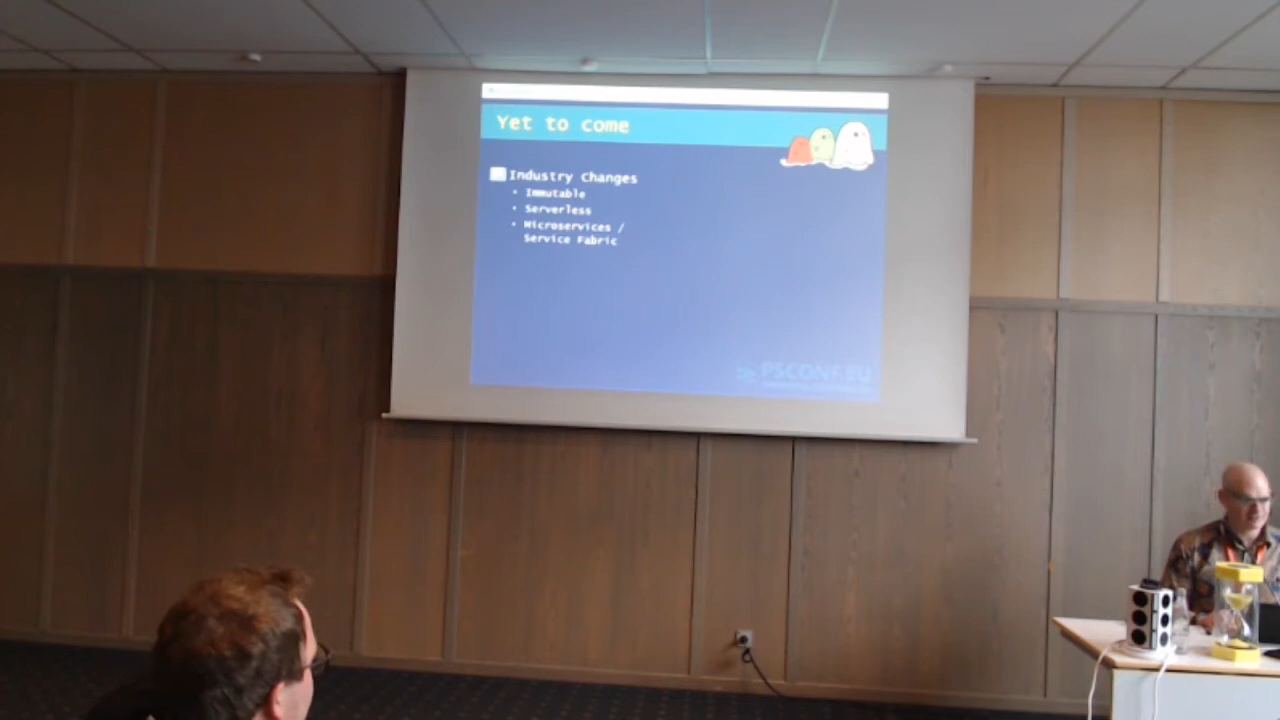 Yet to come
Industry Changes
• Immutable
• Serverless
• Microservices /
Service Fabric
PSCONF.EU